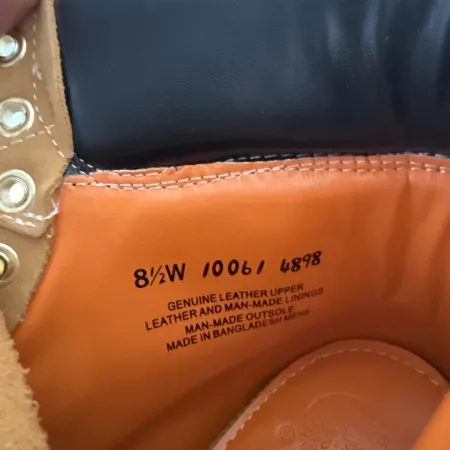 8½W 10061 4898
GENUINE LEATHER UPPER
LEATHER AND MAN-MADE LININGS
MAN-MADE OUTSOLE
MADE IN BANGLADESH MENS